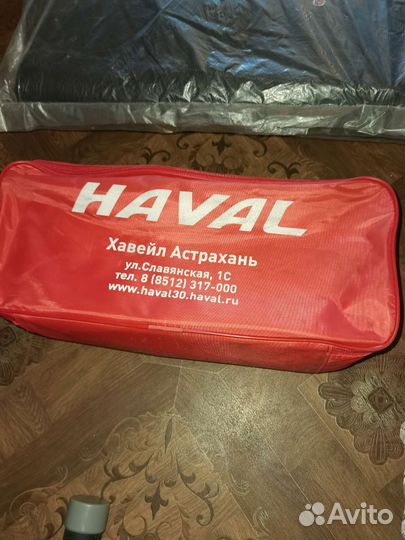 HAVAL
Хавейл Астрахань
ул.Славянская, 1С
тел. 8 (8512) 317-000
www.haval30.haval.ru
Avito